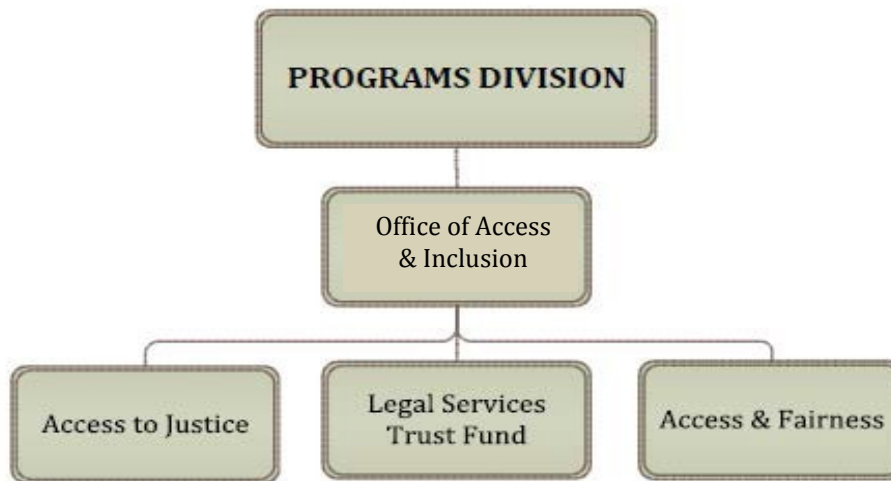 PROGRAMS DIVISION
Office of Access
& Inclusion
Access to Justice
Legal Services
Trust Fund
Access & Fairness